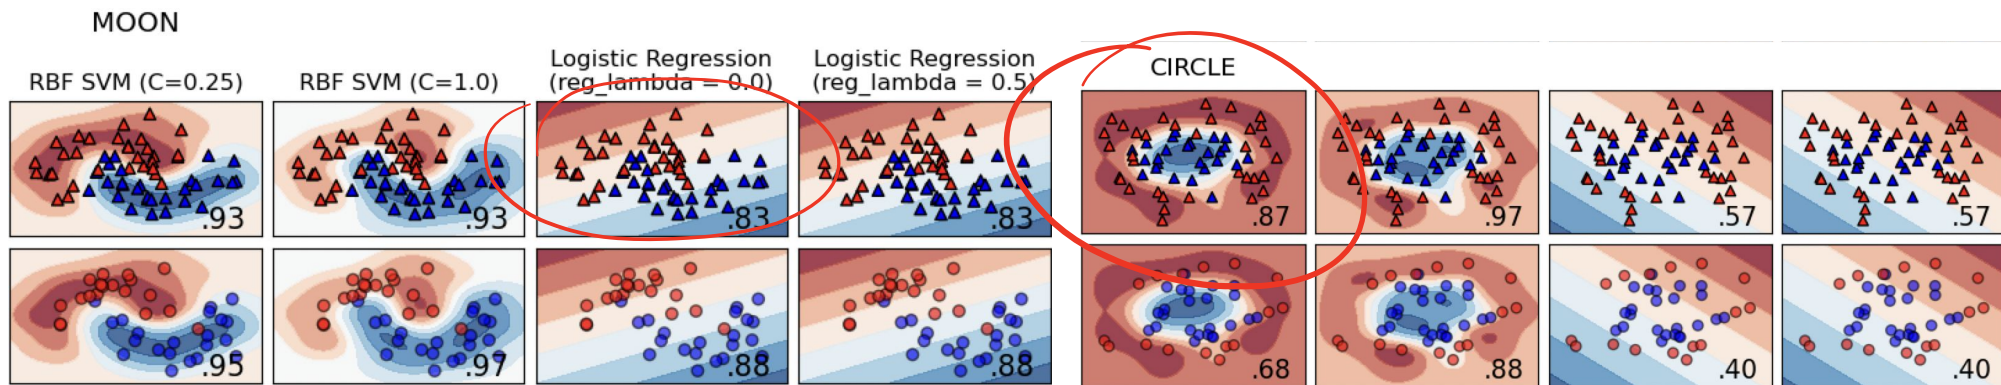 MOON
RBF SVM (C=0.25)
RBF SVM (C=1.0)
Logistic Regression
(reg_lambda = 0.0)
Logistic Regression
(reg_lambda = 0.5)
CIRCLE
.93
.93
.83
.83
.87
.97
.57
.57
.95
.97
.88
.88
.68
.88
.40
.40